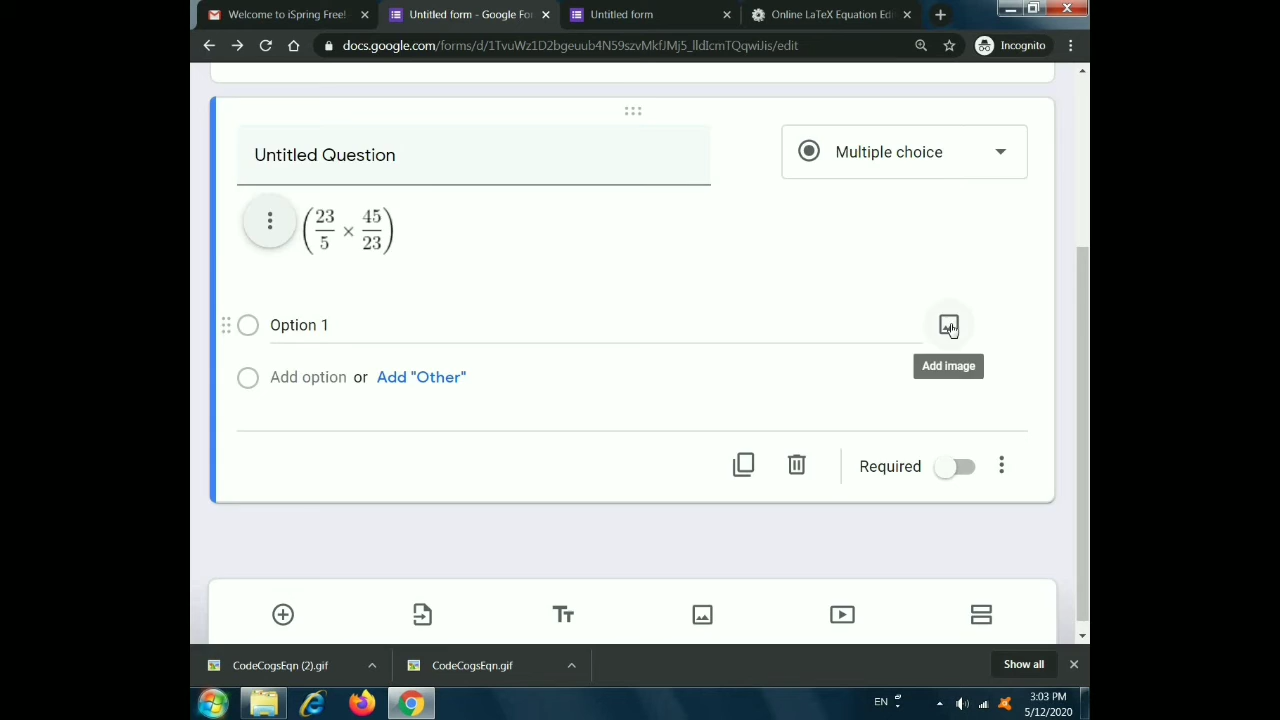 Welcome to iSpring Free!
Untitled form - Google Fo
Untitled form
Online LaTeX Equation Edi
docs.google.com/forms/d/1TvuWz1D2bgeuub4N59szvMkfJMj5_lldIcmTQqwiJis/edit
Incognito
Untitled Question
Multiple choice
(23/5 × 45/23)
Option 1
Add image
Add option or Add "Other"
Required
Tт
CodeCogsEqn (2).gif
CodeCogsEqn.gif
Show all
EN
3:03 PM
5/12/2020